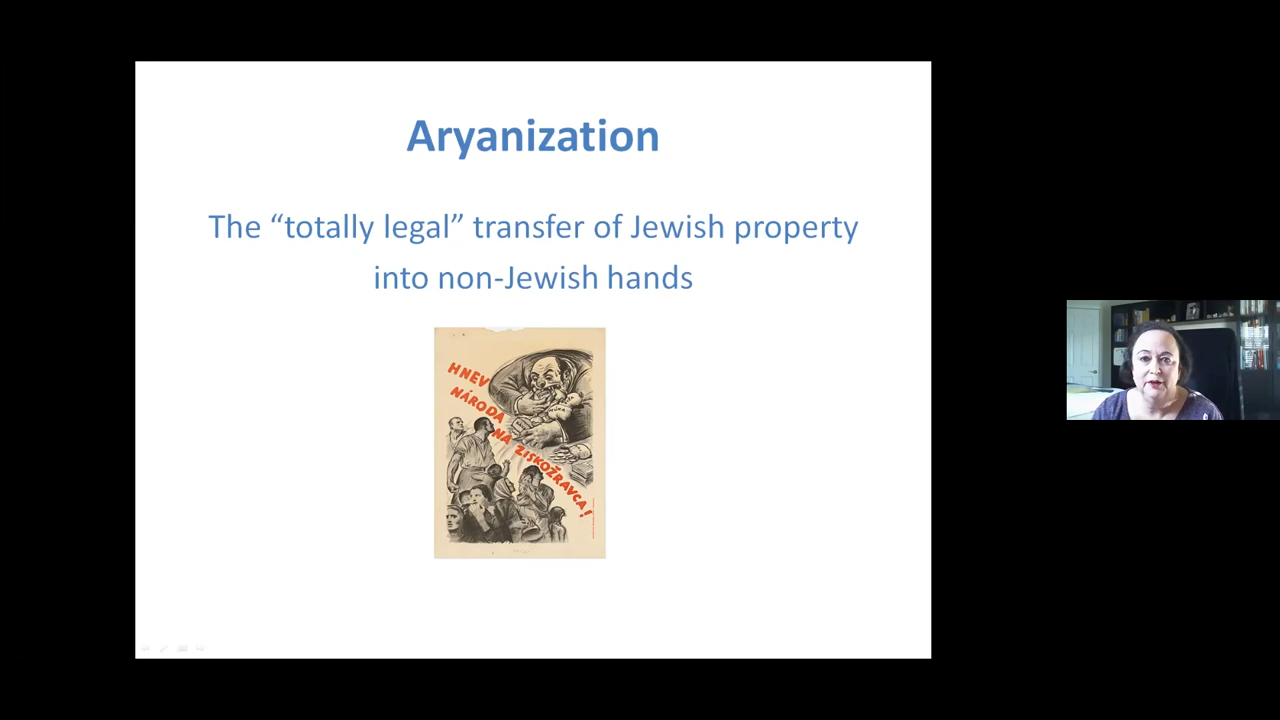 Aryanization
The “totally legal” transfer of Jewish property
into non-Jewish hands
HNEV
NÁRODA
NA ZISKOŽRAVCA!